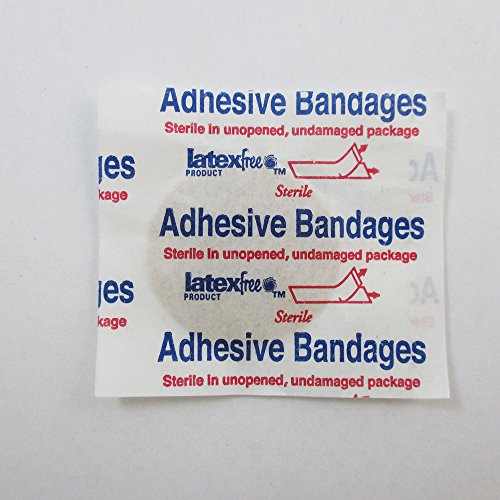 Adhesive Bandages
Sterile in unopened, undamaged package
ges latexfree TM
kage PRODUCT Sterile
Adhesive Bandages
Sterile in unopened, undamaged package
ges latexfree TM
kage PRODUCT Sterile
Adhesive Bandages
Sterile in unopened, undamaged package